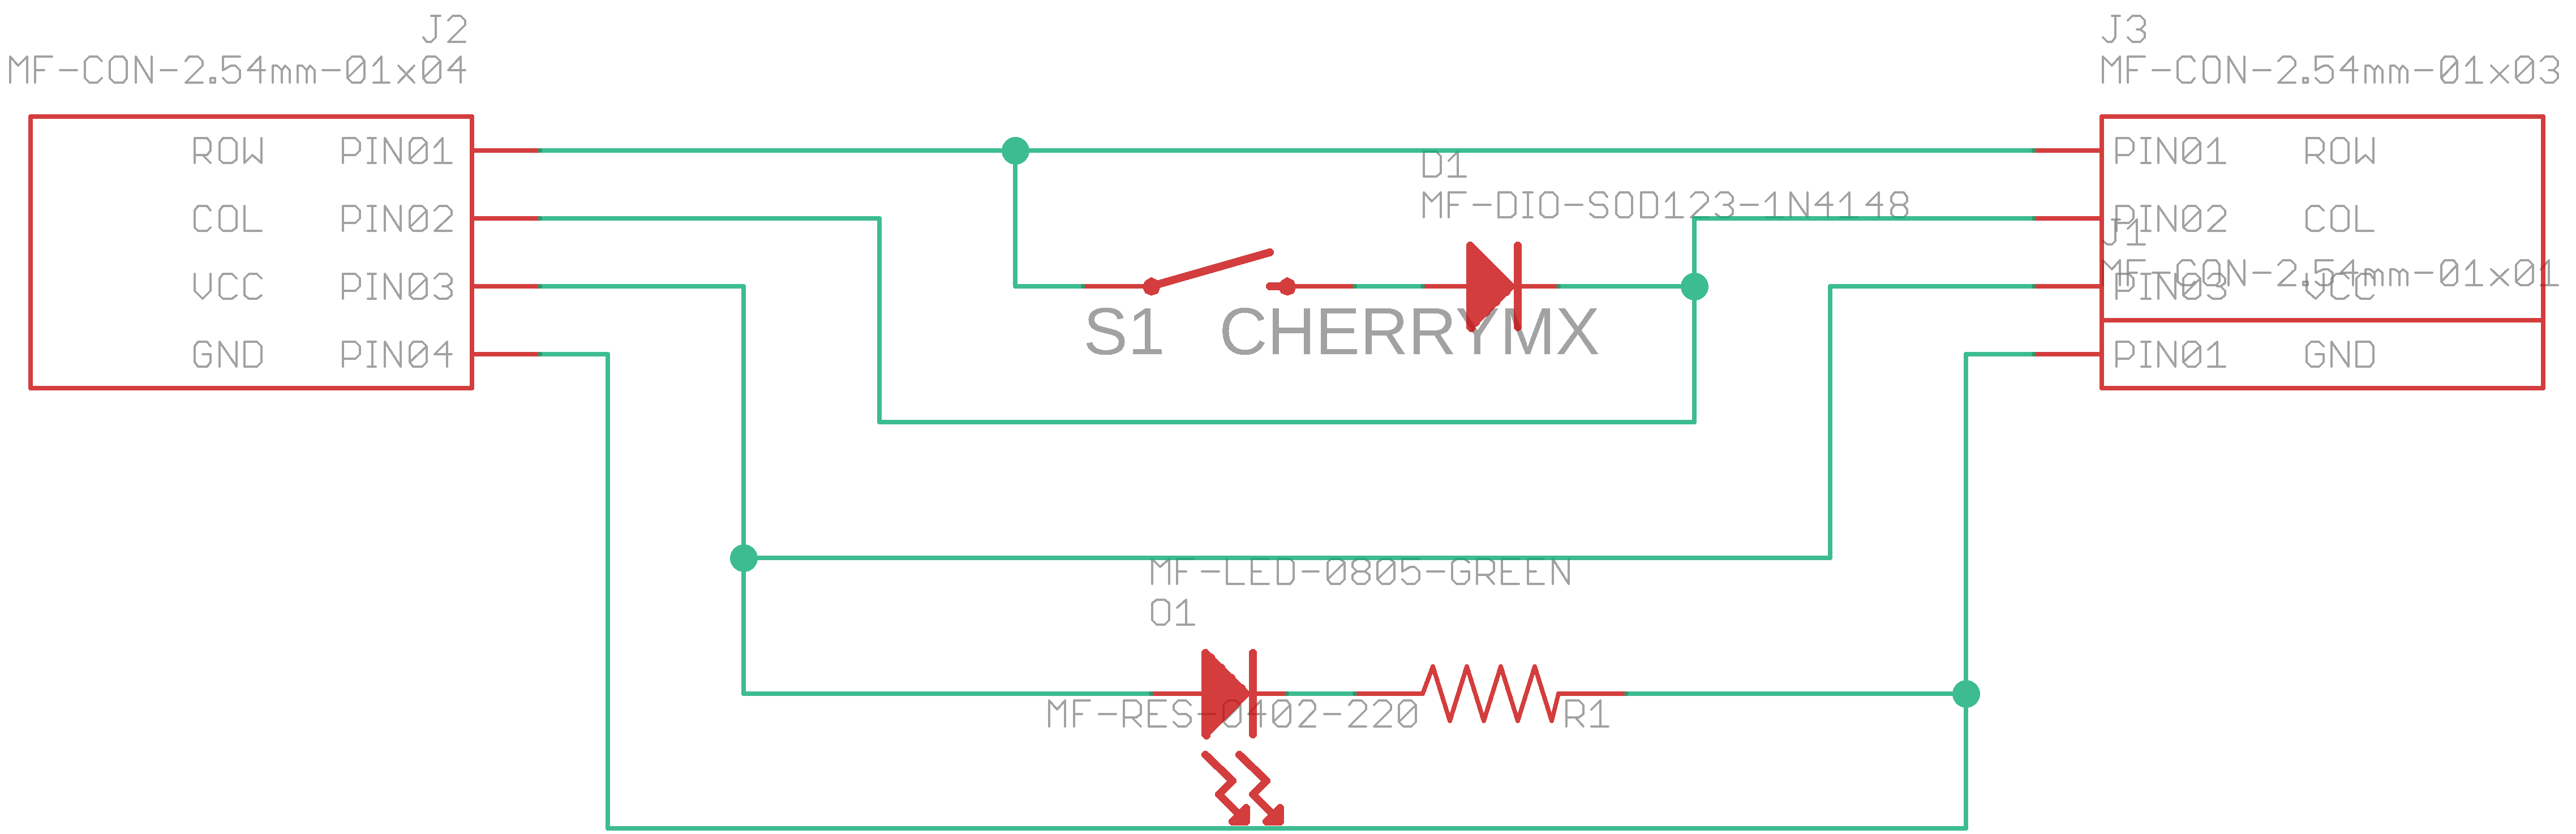 J2
MF-CON-2.54mm-01x04
ROW PIN01
COL PIN02
VCC PIN03
GND PIN04
D1
MF-DIO-SOD123-1N4148
S1 CHERRYMX
J3
MF-CON-2.54mm-01x03
PIN01 ROW
PIN02 COL
J1
MF-CON-2.54mm-01x01
PIN03 VCC
PIN01 GND
MF-LED-0805-GREEN
O1
MF-RES-0402-220 R1